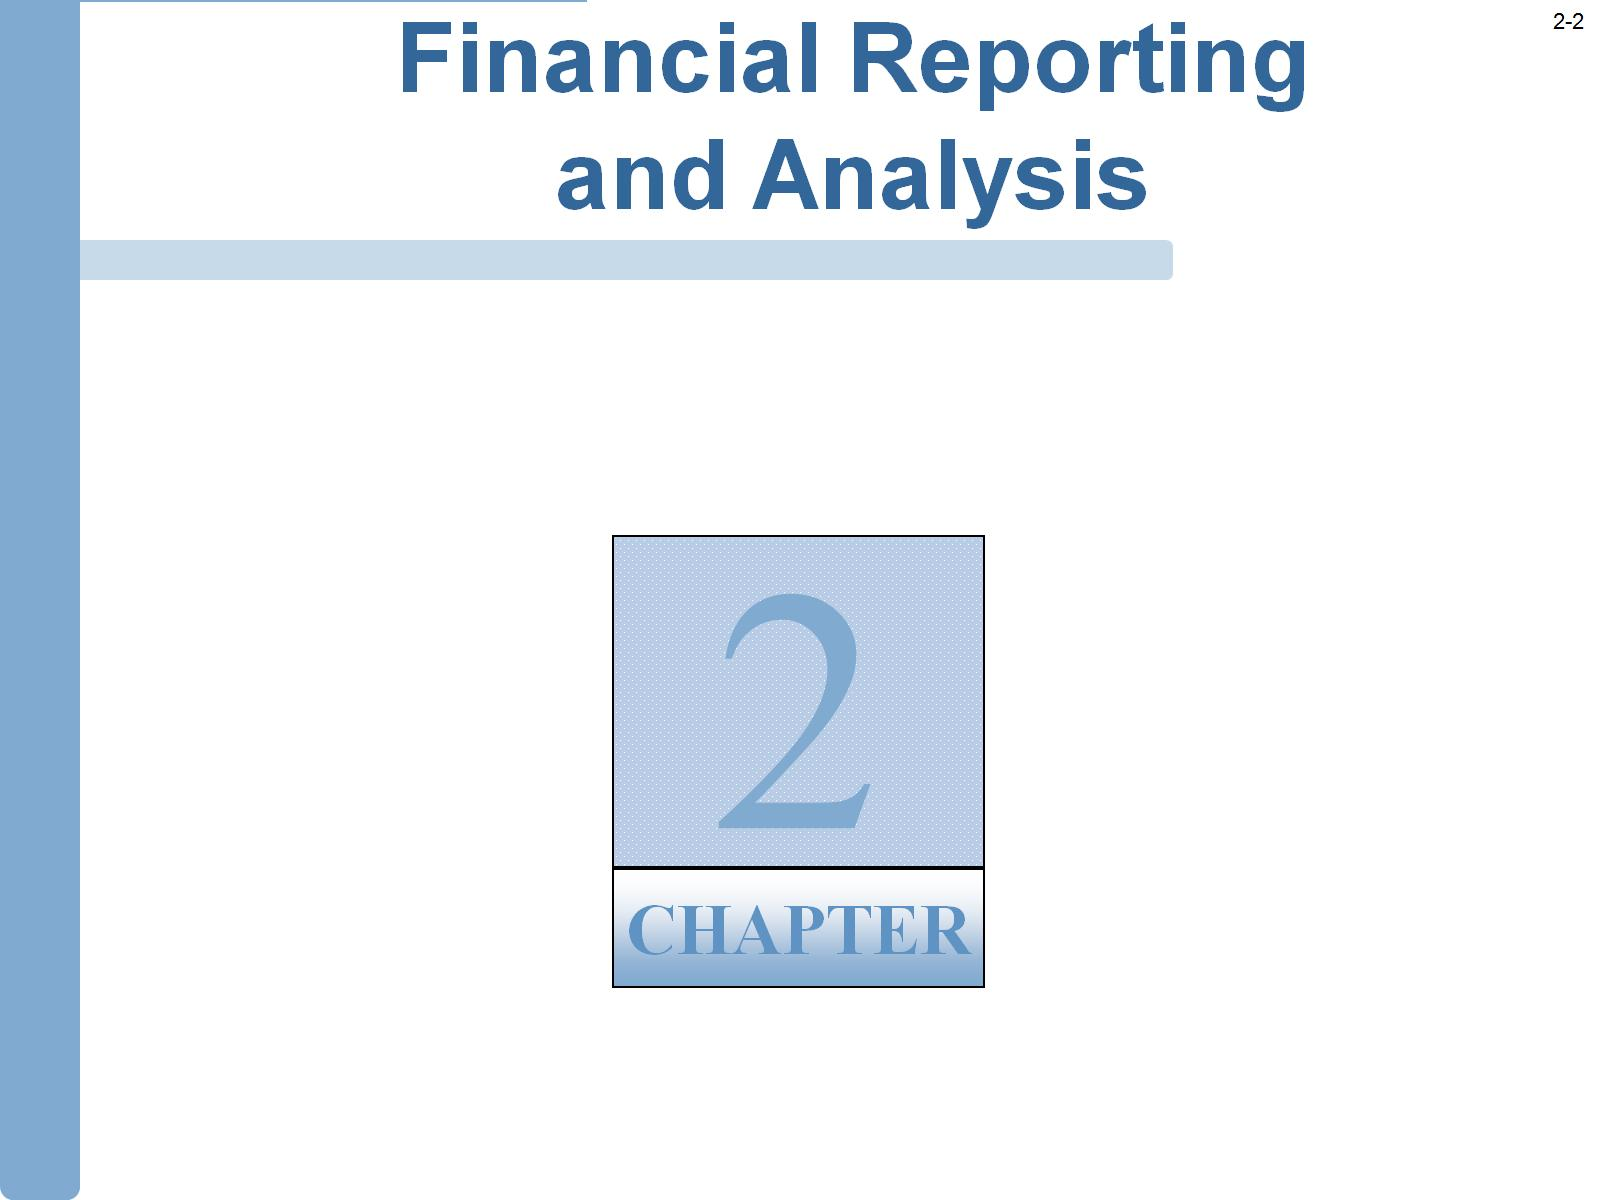 2-2
Financial Reporting
and Analysis
2
CHAPTER